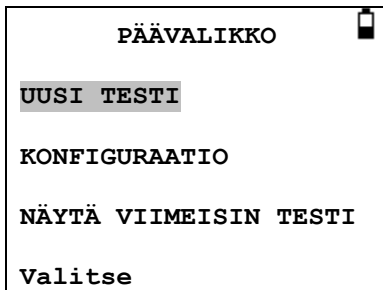 PÄÄVALIKKO
UUSI TESTI
KONFIGURAATIO
NÄYTÄ VIIMEISIN TESTI
Valitse